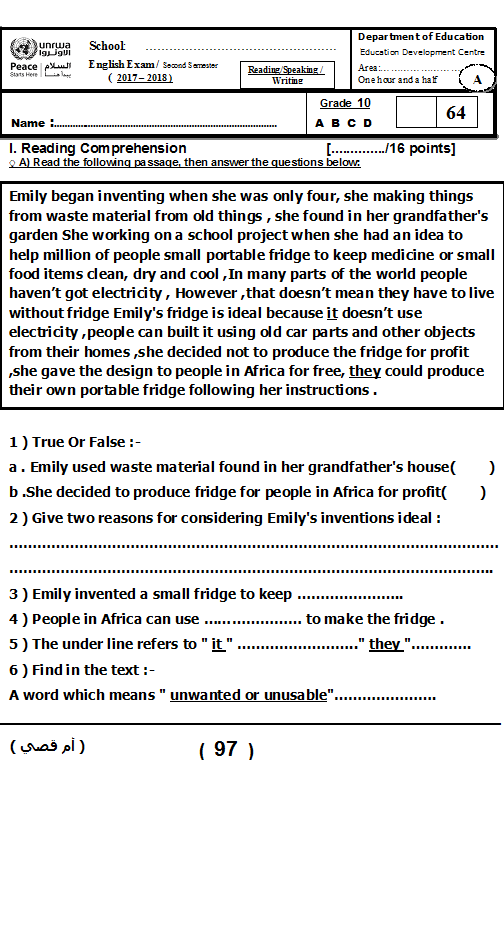 unrwa
الأونروا
Peace السلام
Starts Here يبدأ هنا
School: ……………………………………………
English Exam / Second Semester
( 2017 – 2018 )
Reading/Speaking /
Writing
Department of Education
Education Development Centre
Area:…………………
One hour and a half
A
Name :..............................................................................
Grade 10
A B C D
64
I. Reading Comprehension [............./16 points]
○ A) Read the following passage, then answer the questions below:
Emily began inventing when she was only four, she making things
from waste material from old things , she found in her grandfather's
garden She working on a school project when she had an idea to
help million of people small portable fridge to keep medicine or small
food items clean, dry and cool ,In many parts of the world people
haven’t got electricity , However ,that doesn’t mean they have to live
without fridge Emily's fridge is ideal because it doesn’t use
electricity ,people can built it using old car parts and other objects
from their homes ,she decided not to produce the fridge for profit
,she gave the design to people in Africa for free, they could produce
their own portable fridge following her instructions .
1 ) True Or False :-
a . Emily used waste material found in her grandfather's house( )
b .She decided to produce fridge for people in Africa for profit( )
2 ) Give two reasons for considering Emily's inventions ideal :
.........................................................................................................
........................................................................................................
3 ) Emily invented a small fridge to keep .......................
4 ) People in Africa can use ..................... to make the fridge .
5 ) The under line refers to " it " .........................." they ".............
6 ) Find in the text :-
A word which means " unwanted or unusable"......................
( أم قصي )
( 97 )